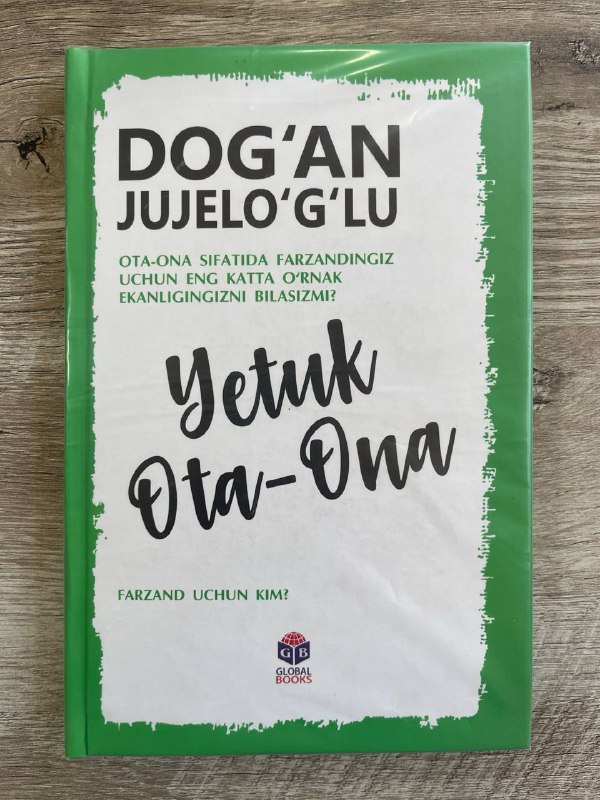 DOG‘AN
JUJELO‘G‘LU
OTA-ONA SIFATIDA FARZANDINGIZ
UCHUN ENG KATTA O‘RNAK
EKANLIGINGIZNI BILASIZMI?
Yetuk
Ota-Ona
FARZAND UCHUN KIM?
G B
GLOBAL
BOOKS